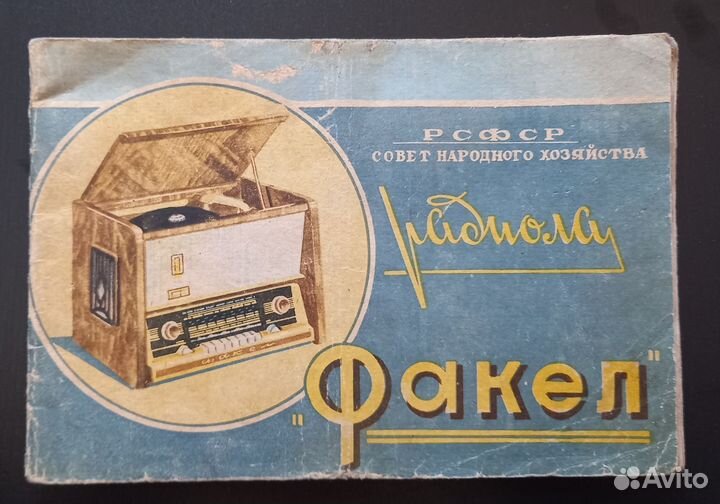 РСФСР
СОВЕТ НАРОДНОГО ХОЗЯЙСТВА
радиола
"Факел"
Avito